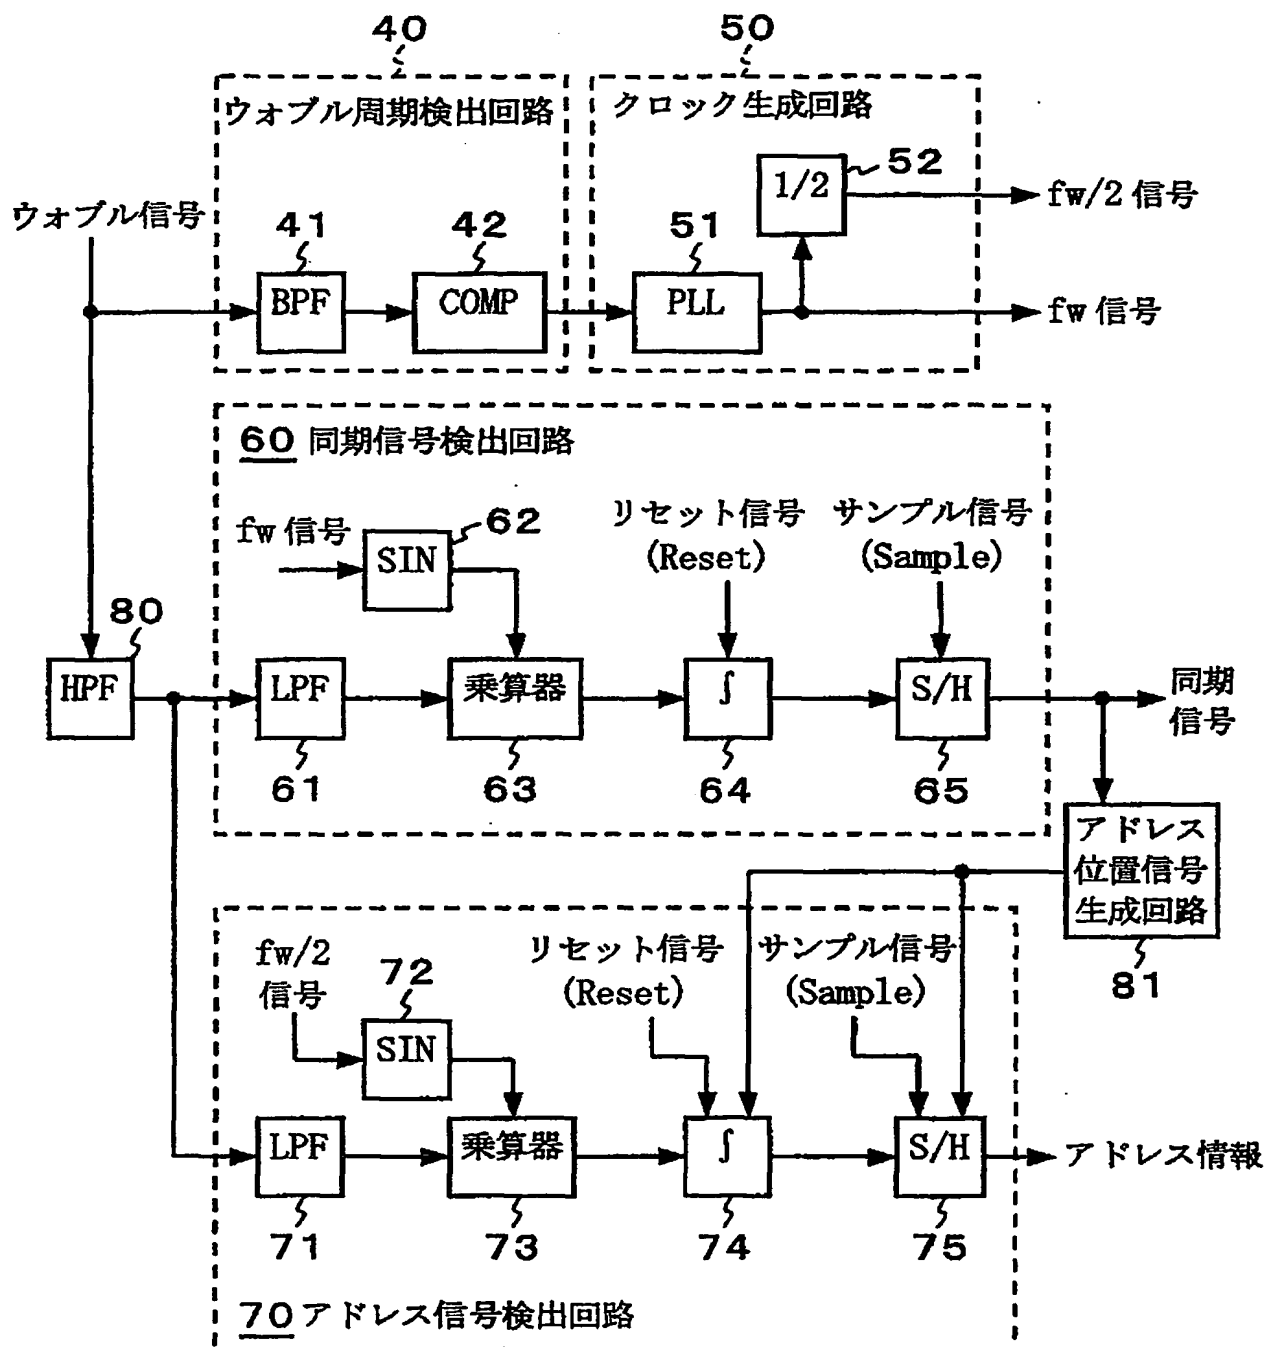 40
50
ウォブル周期検出回路
クロック生成回路
52
1/2
fw/2 信号
ウォブル信号
41
42
51
BPF
COMP
PLL
fw 信号
60 同期信号検出回路
fw 信号
62
リセット信号
(Reset)
サンプル信号
(Sample)
SIN
80
HPF
LPF
乗算器
∫
S/H
同期
信号
61
63
64
65
アドレス
位置信号
生成回路
81
fw/2
信号
72
リセット信号
(Reset)
サンプル信号
(Sample)
SIN
LPF
乗算器
∫
S/H
アドレス情報
71
73
74
75
70 アドレス信号検出回路